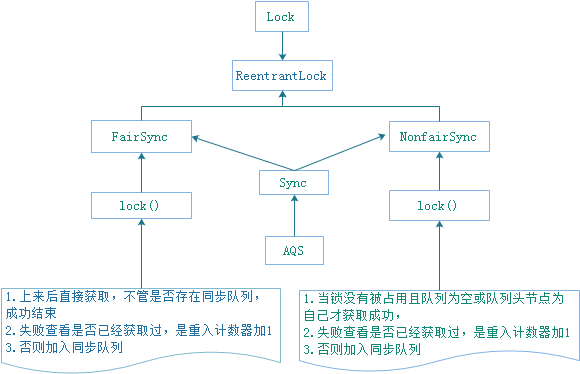 Lock
ReentrantLock
FairSync
NonfairSync
Sync
lock()
lock()
AQS
1.上来后直接获取，不管是否存在同步队列，
成功结束
2.失败查看是否已经获取过，是重入计数器加1
3.否则加入同步队列
1.当锁没有被占用且队列为空或队列头节点为
自己才获取成功，
2.失败查看是否已经获取过，是重入计数器加1
3.否则加入同步队列